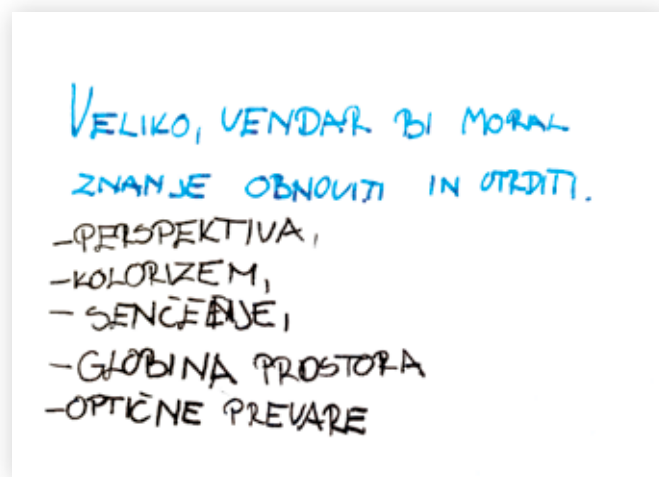 VELIKO, VENDAR BI MORAL
ZNANJE OBNOVITI IN UTRDITI.
-PERSPEKTIVA,
-KOLORIZEM,
-SENČENJE,
-GLOBINA PROSTORA
-OPTIČNE PREVARE